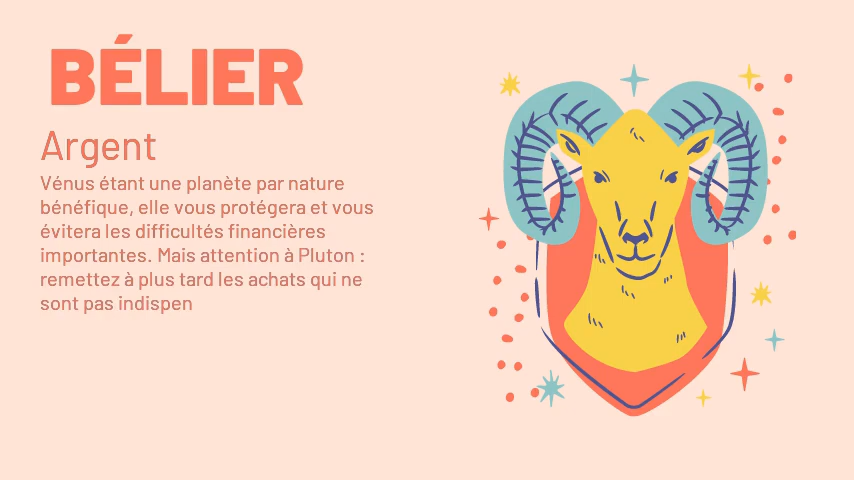 BÉLIER
Argent
Vénus étant une planète par nature
bénéfique, elle vous protégera et vous
évitera les difficultés financières
importantes. Mais attention à Pluton :
remettez à plus tard les achats qui ne
sont pas indispen